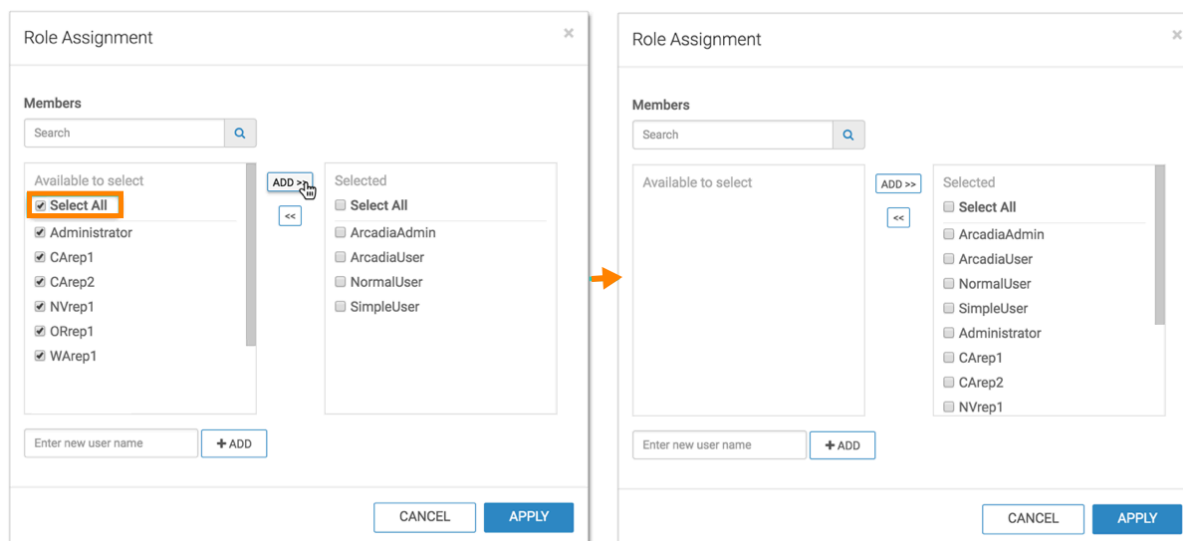 Role Assignment
×
Members
Search
Available to select
Select All
Administrator
CArep1
CArep2
NVrep1
ORrep1
WArep1
ADD >>
<<
Selected
Select All
ArcadiaAdmin
ArcadiaUser
NormalUser
SimpleUser
Enter new user name
+ ADD
CANCEL
APPLY
Role Assignment
×
Members
Search
Available to select
ADD >>
<<
Selected
Select All
ArcadiaAdmin
ArcadiaUser
NormalUser
SimpleUser
Administrator
CArep1
CArep2
NVrep1
Enter new user name
+ ADD
CANCEL
APPLY